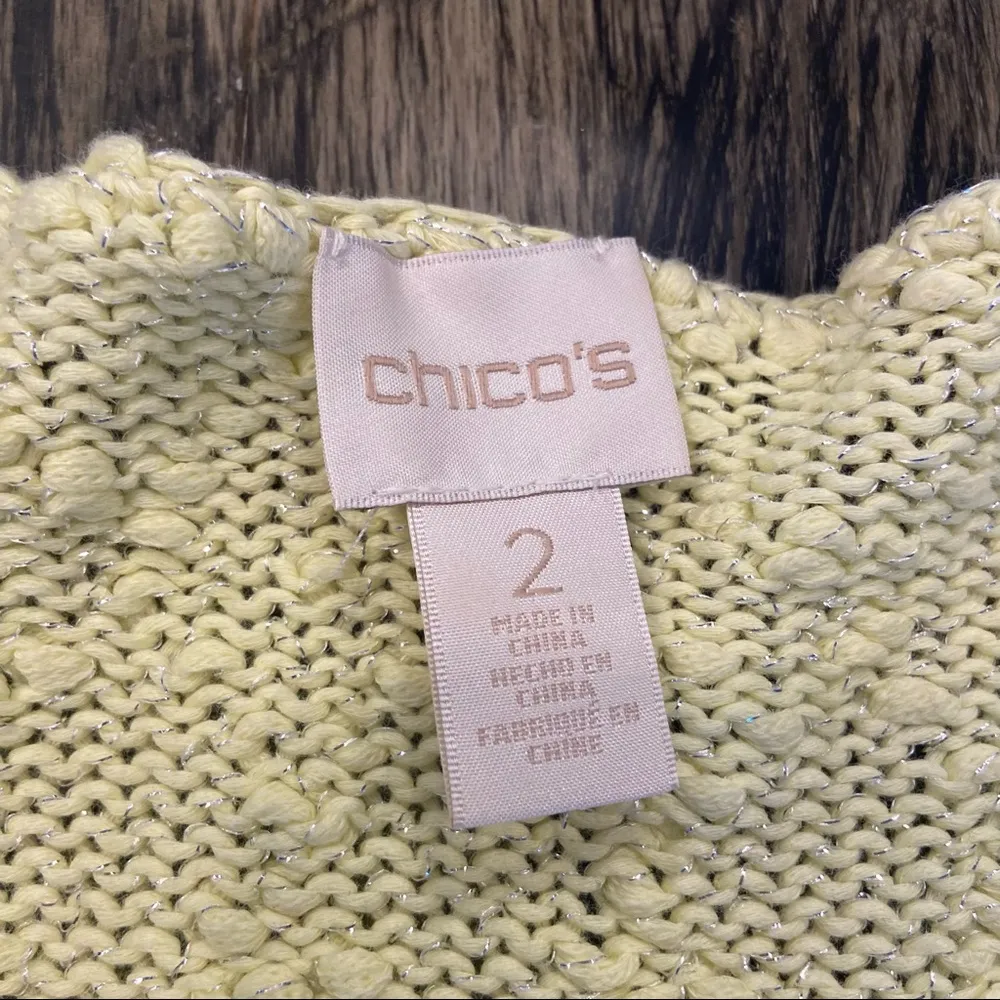 chico's
2
MADE IN
CHINA
HECHO EN
CHINA
FABRIQUÉ EN
CHINE